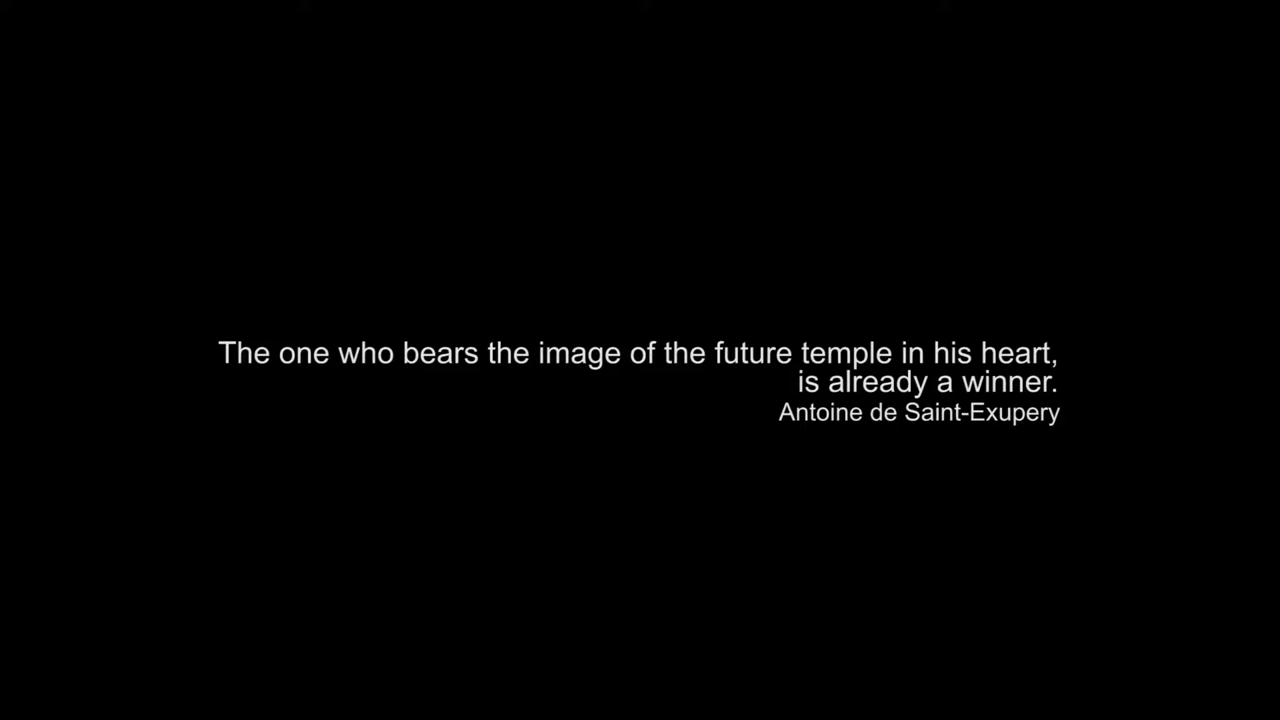 The one who bears the image of the future temple in his heart,
is already a winner.
Antoine de Saint-Exupery